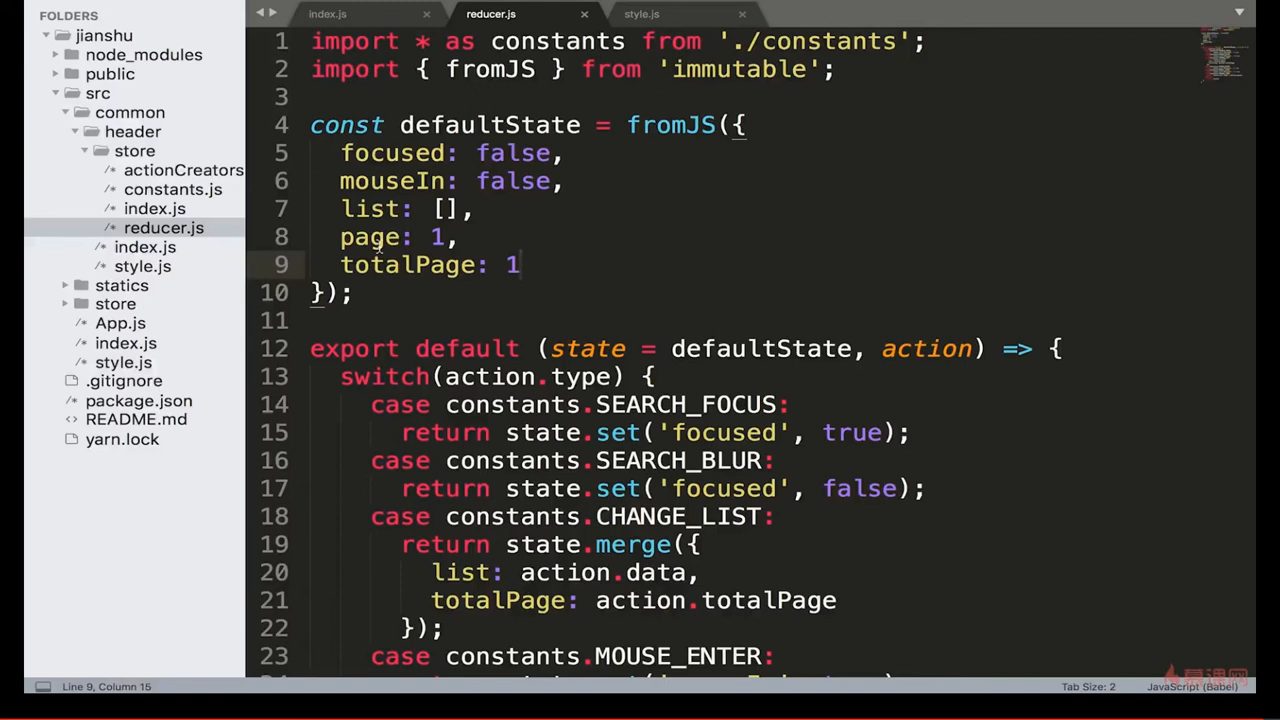 FOLDERS
jianshu
node_modules
public
src
common
header
store
/* actionCreators
/* constants.js
/* index.js
/* reducer.js
/* index.js
/* style.js
statics
store
/* App.js
/* index.js
/* style.js
.gitignore
/* package.json
<> README.md
yarn.lock
index.js ×
reducer.js ×
style.js ×
1 import * as constants from './constants';
2 import { fromJS } from 'immutable';
3
4 const defaultState = fromJS({
5 focused: false,
6 mouseIn: false,
7 list: [],
8 page: 1,
9 totalPage: 1
10 });
11
12 export default (state = defaultState, action) => {
13 switch(action.type) {
14 case constants.SEARCH_FOCUS:
15 return state.set('focused', true);
16 case constants.SEARCH_BLUR:
17 return state.set('focused', false);
18 case constants.CHANGE_LIST:
19 return state.merge({
20 list: action.data,
21 totalPage: action.totalPage
22 });
23 case constants.MOUSE_ENTER:
Line 9, Column 15
Tab Size: 2
JavaScript (Babel)